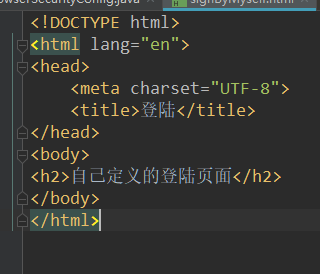 owserSecurityConfig.java signByMyself.html
<!DOCTYPE html>
<html lang="en">
<head>
    <meta charset="UTF-8">
    <title>登陆</title>
</head>
<body>
<h2>自己定义的登陆页面</h2>
</body>
</html>